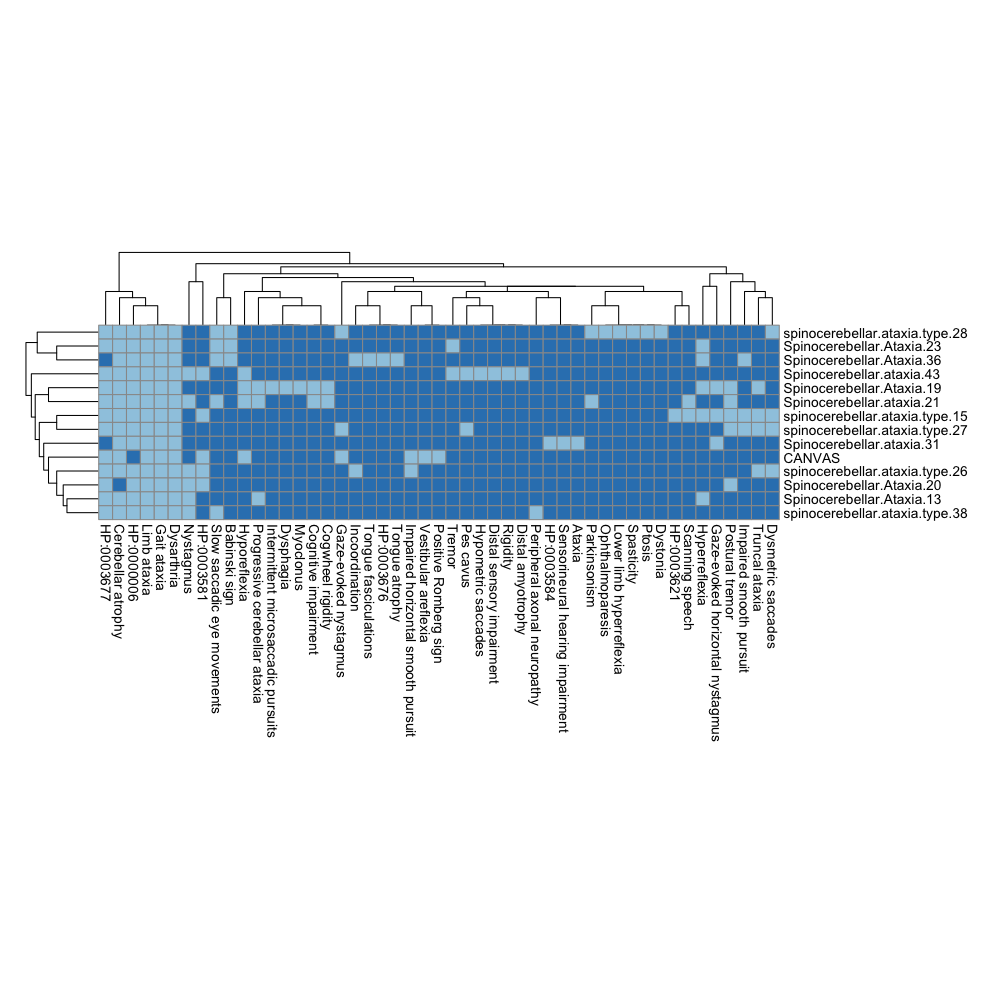 spinocerebellar.ataxia.type.28
Spinocerebellar.Ataxia.23
Spinocerebellar.Ataxia.36
Spinocerebellar.ataxia.43
Spinocerebellar.Ataxia.19
Spinocerebellar.ataxia.21
spinocerebellar.ataxia.type.15
spinocerebellar.ataxia.type.27
Spinocerebellar.ataxia.31
CANVAS
spinocerebellar.ataxia.type.26
Spinocerebellar.Ataxia.20
Spinocerebellar.Ataxia.13
spinocerebellar.ataxia.type.38
HP:0003677
Cerebellar atrophy
HP:0000006
Limb ataxia
Gait ataxia
Dysarthria
Nystagmus
HP:0003581
Slow saccadic eye movements
Babinski sign
Hyporeflexia
Progressive cerebellar ataxia
Intermittent microsaccadic pursuits
Dysphagia
Myoclonus
Cognitive impairment
Cogwheel rigidity
Gaze-evoked nystagmus
Incoordination
Tongue fasciculations
HP:0003676
Tongue atrophy
Impaired horizontal smooth pursuit
Vestibular areflexia
Positive Romberg sign
Tremor
Pes cavus
Hypometric saccades
Distal sensory impairment
Rigidity
Distal amyotrophy
Peripheral axonal neuropathy
HP:0003584
Sensorineural hearing impairment
Ataxia
Parkinsonism
Ophthalmoparesis
Lower limb hyperreflexia
Spasticity
Ptosis
Dystonia
HP:0003621
Scanning speech
Hyperreflexia
Gaze-evoked horizontal nystagmus
Postural tremor
Impaired smooth pursuit
Truncal ataxia
Dysmetric saccades